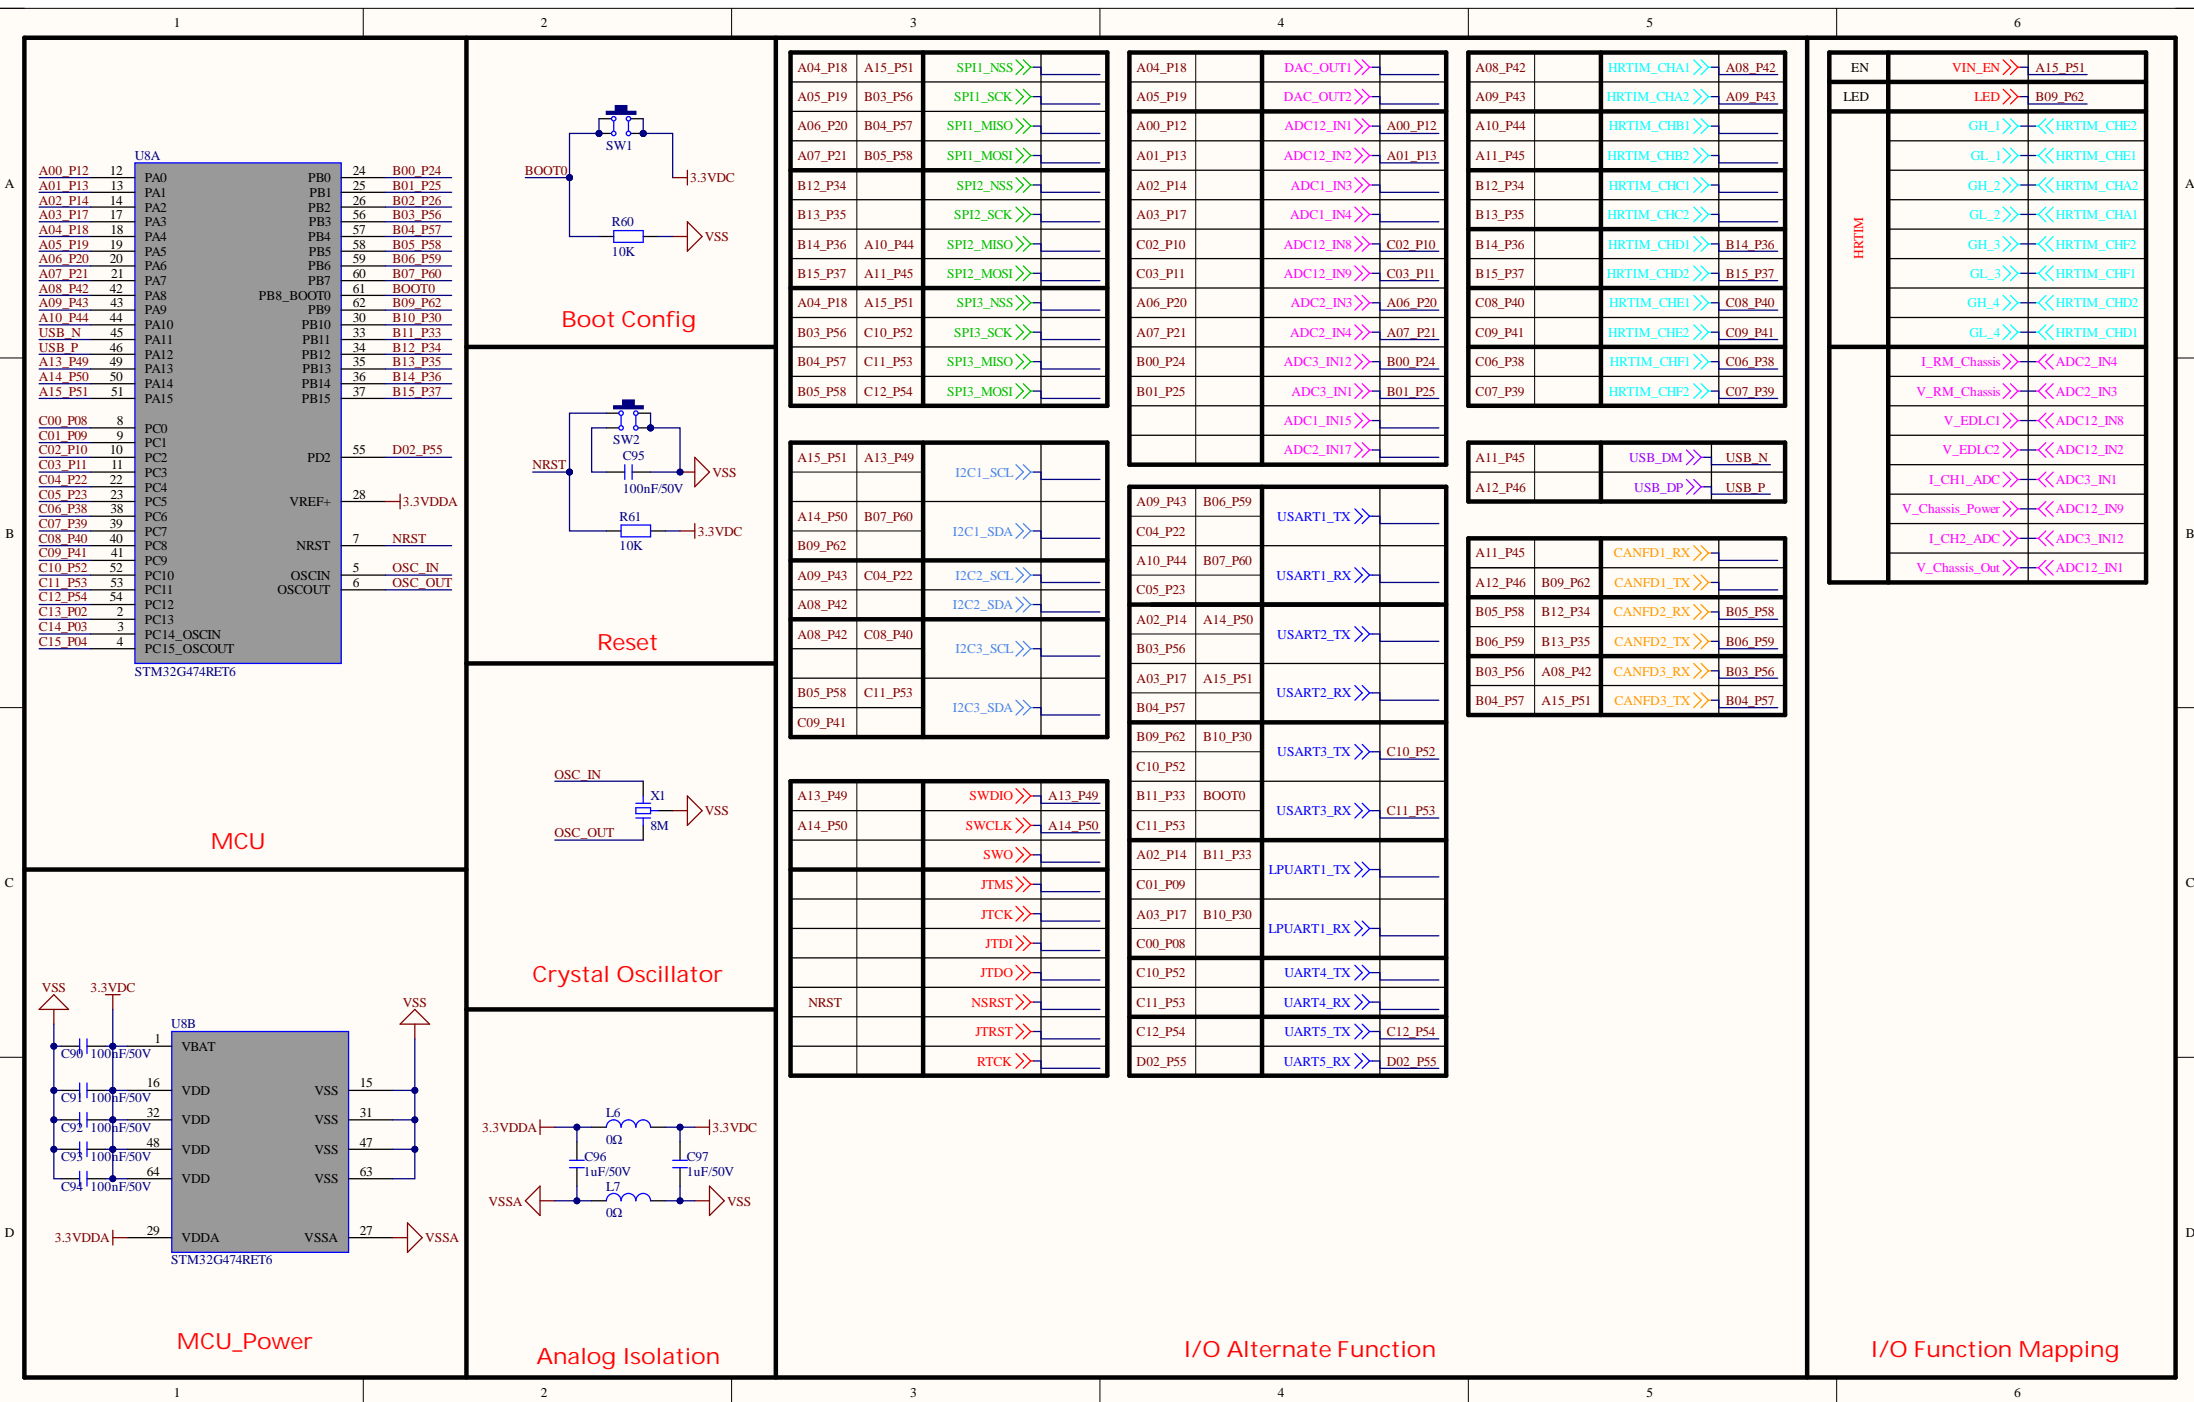 1 2 3 4 5 6
A
B
C
D
U8A
A00_P12 12 PA0
A01_P13 13 PA1
A02_P14 14 PA2
A03_P17 17 PA3
A04_P18 18 PA4
A05_P19 19 PA5
A06_P20 20 PA6
A07_P21 21 PA7
A08_P42 42 PA8
A09_P43 43 PA9
A10_P44 44 PA10
USB_N 45 PA11
USB_P 46 PA12
A13_P49 49 PA13
A14_P50 50 PA14
A15_P51 51 PA15
C00_P08 8 PC0
C01_P09 9 PC1
C02_P10 10 PC2
C03_P11 11 PC3
C04_P22 22 PC4
C05_P23 23 PC5
C06_P38 38 PC6
C07_P39 39 PC7
C08_P40 40 PC8
C09_P41 41 PC9
C10_P52 52 PC10
C11_P53 53 PC11
C12_P54 54 PC12
C13_P02 2 PC13
C14_P03 3 PC14_OSCIN
C15_P04 4 PC15_OSCOUT
PB0 24 B00_P24
PB1 25 B01_P25
PB2 26 B02_P26
PB3 56 B03_P56
PB4 57 B04_P57
PB5 58 B05_P58
PB6 59 B06_P59
PB7 60 B07_P60
PB8_BOOT0 61 BOOT0
PB9 62 B09_P62
PB10 30 B10_P30
PB11 33 B11_P33
PB12 34 B12_P34
PB13 35 B13_P35
PB14 36 B14_P36
PB15 37 B15_P37
PD2 55 D02_P55
VREF+ 28 3.3VDDA
NRST 7 NRST
OSCIN 5 OSC_IN
OSCOUT 6 OSC_OUT
STM32G474RET6
MCU
VSS 3.3VDC VSS
U8B
C90 100nF/50V 1 VBAT
C91 100nF/50V 16 VDD VSS 15
C92 100nF/50V 32 VDD VSS 31
C93 100nF/50V 48 VDD VSS 47
C94 100nF/50V 64 VDD VSS 63
3.3VDDA 29 VDDA VSSA 27 VSSA
STM32G474RET6
MCU_Power
SW1
BOOT0 3.3VDC
R60
10K
VSS
Boot Config
SW2
C95
100nF/50V
NRST VSS
R61
10K
3.3VDC
Reset
OSC_IN
X1
8M
VSS
OSC_OUT
Crystal Oscillator
3.3VDDA L6 0Ω 3.3VDC
C96 1uF/50V C97 1uF/50V
VSSA L7 0Ω VSS
Analog Isolation
A04_P18 A15_P51 SPI1_NSS
A05_P19 B03_P56 SPI1_SCK
A06_P20 B04_P57 SPI1_MISO
A07_P21 B05_P58 SPI1_MOSI
B12_P34 SPI2_NSS
B13_P35 SPI2_SCK
B14_P36 A10_P44 SPI2_MISO
B15_P37 A11_P45 SPI2_MOSI
A04_P18 A15_P51 SPI3_NSS
B03_P56 C10_P52 SPI3_SCK
B04_P57 C11_P53 SPI3_MISO
B05_P58 C12_P54 SPI3_MOSI
A15_P51 A13_P49 I2C1_SCL
A14_P50 B07_P60 I2C1_SDA
B09_P62
A09_P43 C04_P22 I2C2_SCL
A08_P42 I2C2_SDA
A08_P42 C08_P40 I2C3_SCL
B05_P58 C11_P53 I2C3_SDA
C09_P41
A13_P49 SWDIO A13_P49
A14_P50 SWCLK A14_P50
SWO
JTMS
JTCK
JTDI
JTDO
NRST NSRST
JTRST
RTCK
A04_P18 DAC_OUT1
A05_P19 DAC_OUT2
A00_P12 ADC12_IN1 A00_P12
A01_P13 ADC12_IN2 A01_P13
A02_P14 ADC1_IN3
A03_P17 ADC1_IN4
C02_P10 ADC12_IN8 C02_P10
C03_P11 ADC12_IN9 C03_P11
A06_P20 ADC2_IN3 A06_P20
A07_P21 ADC2_IN4 A07_P21
B00_P24 ADC3_IN12 B00_P24
B01_P25 ADC3_IN1 B01_P25
ADC1_IN15
ADC2_IN17
A09_P43 B06_P59 USART1_TX
C04_P22
A10_P44 B07_P60 USART1_RX
C05_P23
A02_P14 A14_P50 USART2_TX
B03_P56
A03_P17 A15_P51 USART2_RX
B04_P57
B09_P62 B10_P30 USART3_TX C10_P52
C10_P52
B11_P33 BOOT0 USART3_RX C11_P53
C11_P53
A02_P14 B11_P33 LPUART1_TX
C01_P09
A03_P17 B10_P30 LPUART1_RX
C00_P08
C10_P52 UART4_TX
C11_P53 UART4_RX
C12_P54 UART5_TX C12_P54
D02_P55 UART5_RX D02_P55
A08_P42 HRTIM_CHA1 A08_P42
A09_P43 HRTIM_CHA2 A09_P43
A10_P44 HRTIM_CHB1
A11_P45 HRTIM_CHB2
B12_P34 HRTIM_CHC1
B13_P35 HRTIM_CHC2
B14_P36 HRTIM_CHD1 B14_P36
B15_P37 HRTIM_CHD2 B15_P37
C08_P40 HRTIM_CHE1 C08_P40
C09_P41 HRTIM_CHE2 C09_P41
C06_P38 HRTIM_CHF1 C06_P38
C07_P39 HRTIM_CHF2 C07_P39
A11_P45 USB_DM USB_N
A12_P46 USB_DP USB_P
A11_P45 CANFD1_RX
A12_P46 B09_P62 CANFD1_TX
B05_P58 B12_P34 CANFD2_RX B05_P58
B06_P59 B13_P35 CANFD2_TX B06_P59
B03_P56 A08_P42 CANFD3_RX B03_P56
B04_P57 A15_P51 CANFD3_TX B04_P57
I/O Alternate Function
EN VIN_EN A15_P51
LED LED B09_P62
HRTIM
GH_1 HRTIM_CHE2
GL_1 HRTIM_CHE1
GH_2 HRTIM_CHA2
GL_2 HRTIM_CHA1
GH_3 HRTIM_CHF2
GL_3 HRTIM_CHF1
GH_4 HRTIM_CHD2
GL_4 HRTIM_CHD1
I_RM_Chassis ADC2_IN4
V_RM_Chassis ADC2_IN3
V_EDLC1 ADC12_IN8
V_EDLC2 ADC12_IN2
I_CH1_ADC ADC3_IN1
V_Chassis_Power ADC12_IN9
I_CH2_ADC ADC3_IN12
V_Chassis_Out ADC12_IN1
I/O Function Mapping
A
B
C
D
1 2 3 4 5 6